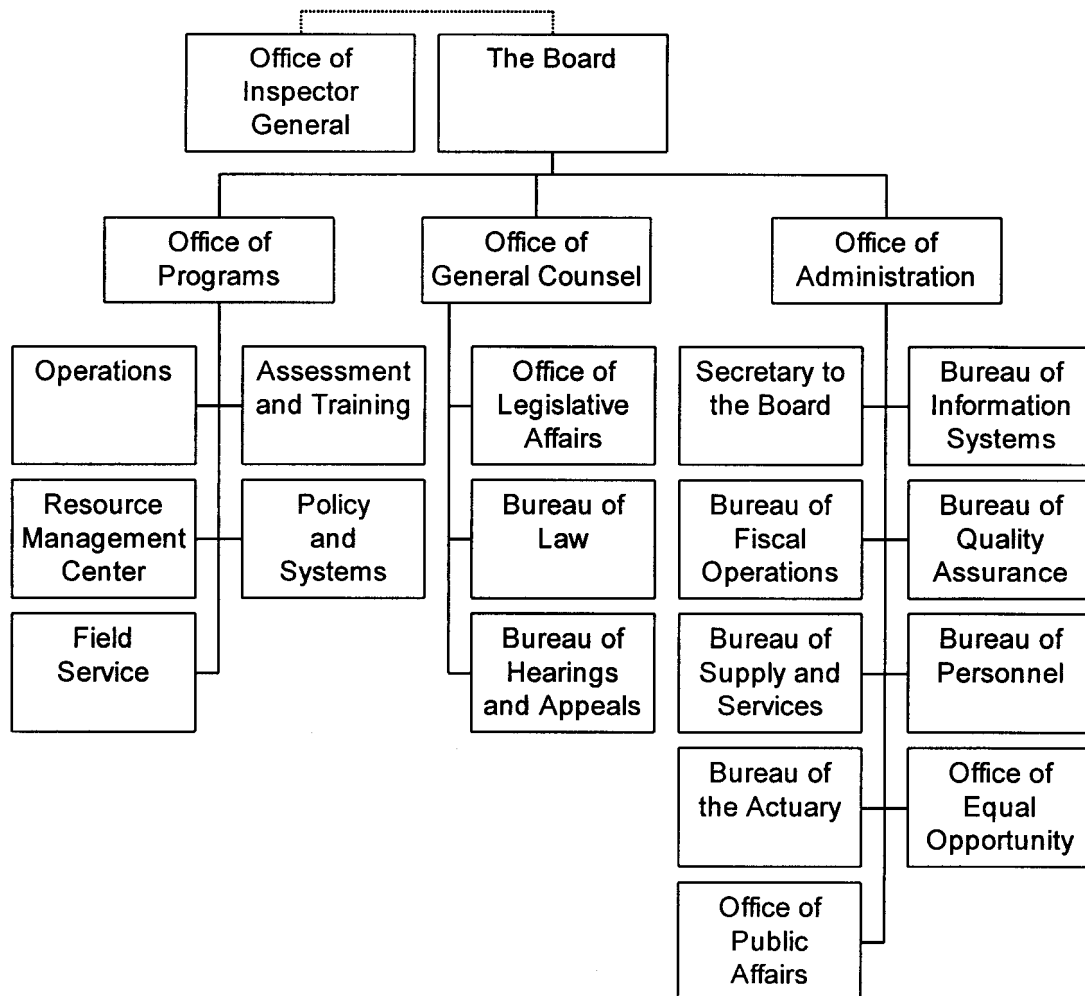 Office of
Inspector
General
The Board
Office of
Programs
Office of
General Counsel
Office of
Administration
Operations
Assessment
and Training
Resource
Management
Center
Policy
and
Systems
Field
Service
Office of
Legislative
Affairs
Bureau of
Law
Bureau of
Hearings
and Appeals
Secretary to
the Board
Bureau of
Information
Systems
Bureau of
Fiscal
Operations
Bureau of
Quality
Assurance
Bureau of
Supply and
Services
Bureau of
Personnel
Bureau of
the Actuary
Office of
Equal
Opportunity
Office of
Public
Affairs